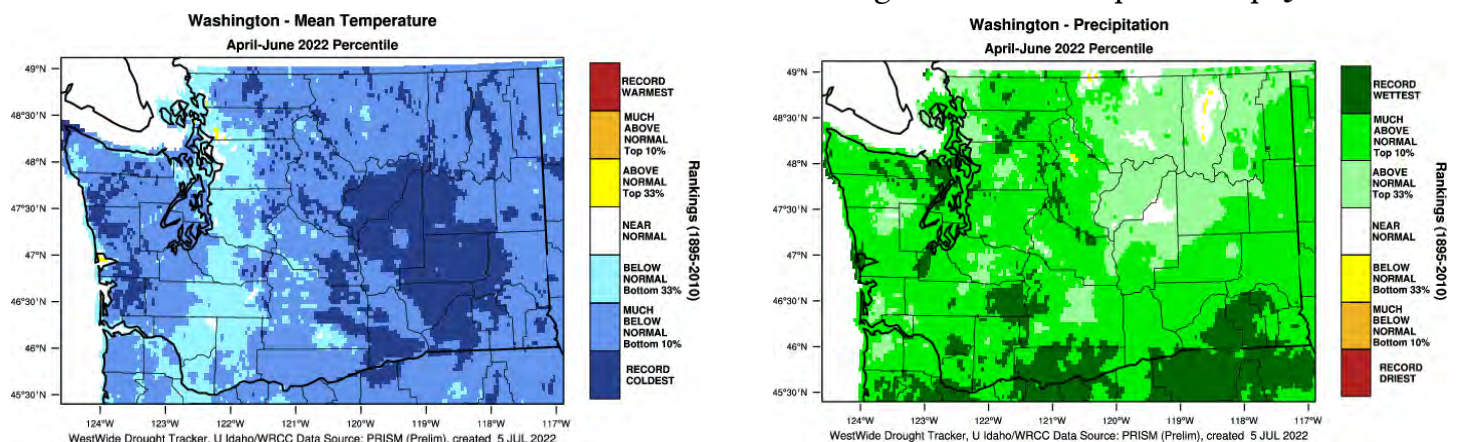 Washington - Mean Temperature
April-June 2022 Percentile
49°N
48°30'N
48°N
47°30'N
47°N
46°30'N
46°N
45°30'N
124°W 123°W 122°W 121°W 120°W 119°W 118°W 117°W
RECORD
WARMEST
MUCH
ABOVE
NORMAL
Top 10%
ABOVE
NORMAL
Top 33%
NEAR
NORMAL
BELOW
NORMAL
Bottom 33%
MUCH
BELOW
NORMAL
Bottom 10%
RECORD
COLDEST
Rankings (1895-2010)
WestWide Drought Tracker, U Idaho/WRCC Data Source: PRISM (Prelim), created 5 JUL 2022
Washington - Precipitation
April-June 2022 Percentile
49°N
48°30'N
48°N
47°30'N
47°N
46°30'N
46°N
45°30'N
124°W 123°W 122°W 121°W 120°W 119°W 118°W 117°W
RECORD
WETTEST
MUCH
ABOVE
NORMAL
Top 10%
ABOVE
NORMAL
Top 33%
NEAR
NORMAL
BELOW
NORMAL
Bottom 33%
MUCH
BELOW
NORMAL
Bottom 10%
RECORD
DRIEST
Rankings (1895-2010)
WestWide Drought Tracker, U Idaho/WRCC Data Source: PRISM (Prelim), created 5 JUL 2022